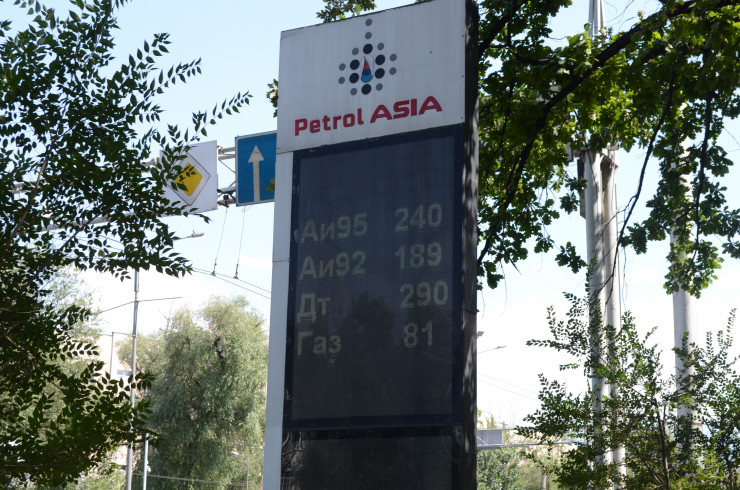 Petrol ASIA
Аи95 240
Аи92 189
Дт 290
Газ 81